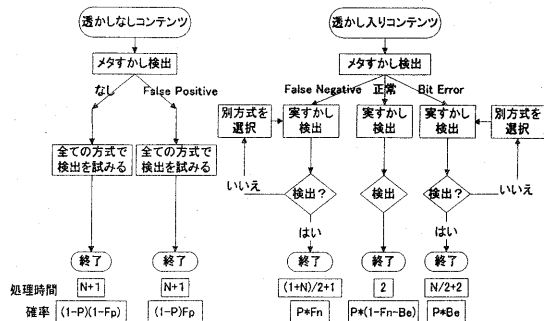 透かしなしコンテンツ
メタすかし検出
なし
False Positive
全ての方式で
検出を試みる
全ての方式で
検出を試みる
終了
終了
透かし入りコンテンツ
メタすかし検出
False Negative 正常 Bit Error
別方式を
選択
実すかし
検出
実すかし
検出
実すかし
検出
別方式を
選択
いいえ
検出?
検出
検出?
いいえ
はい
はい
終了
終了
終了
処理時間 N+1 N+1 (1+N)/2+1 2 N/2+2
確率 (1-P)(1-Fp) (1-P)Fp P*Fn P*(1-Fn-Be) P*Be